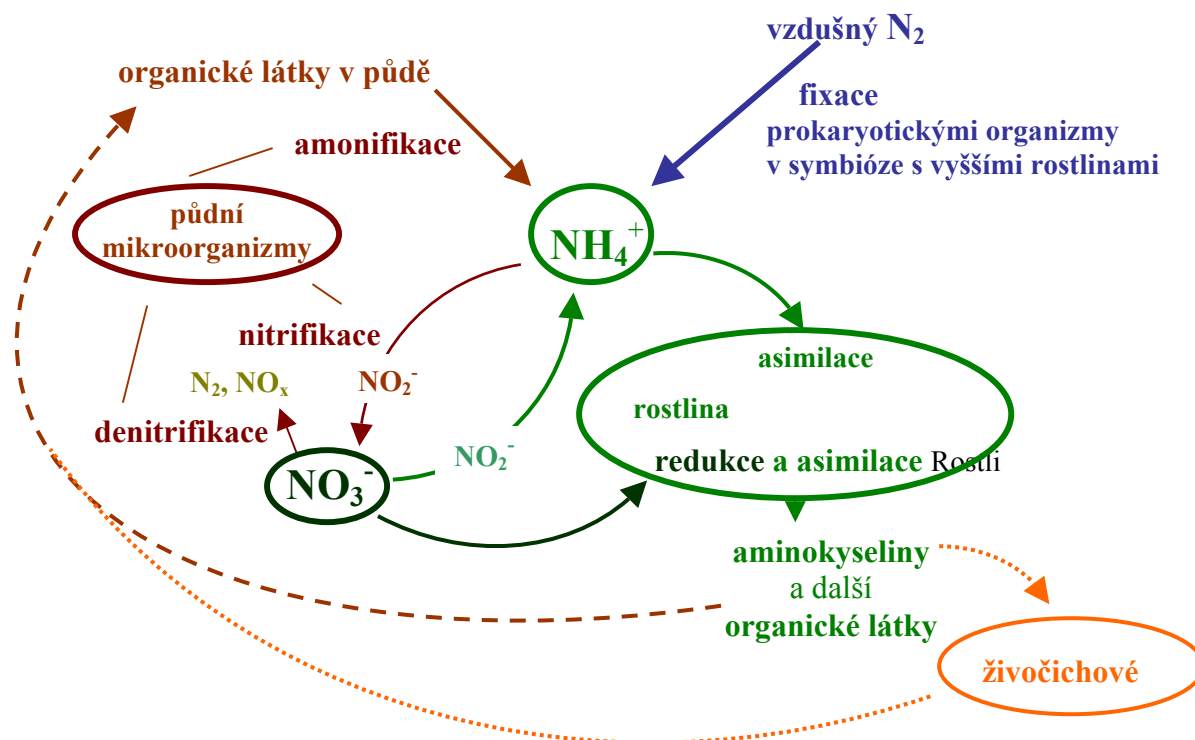 vzdušný N₂
organické látky v půdě
fixace
prokaryotickými organizmy
v symbióze s vyššími rostlinami
amonifikace
půdní
mikroorganizmy
NH₄⁺
nitrifikace
asimilace
N₂, NOₓ
NO₂⁻
rostlina
denitrifikace
NO₂⁻
redukce a asimilace Rostli
NO₃⁻
aminokyseliny
a další
organické látky
živočichové